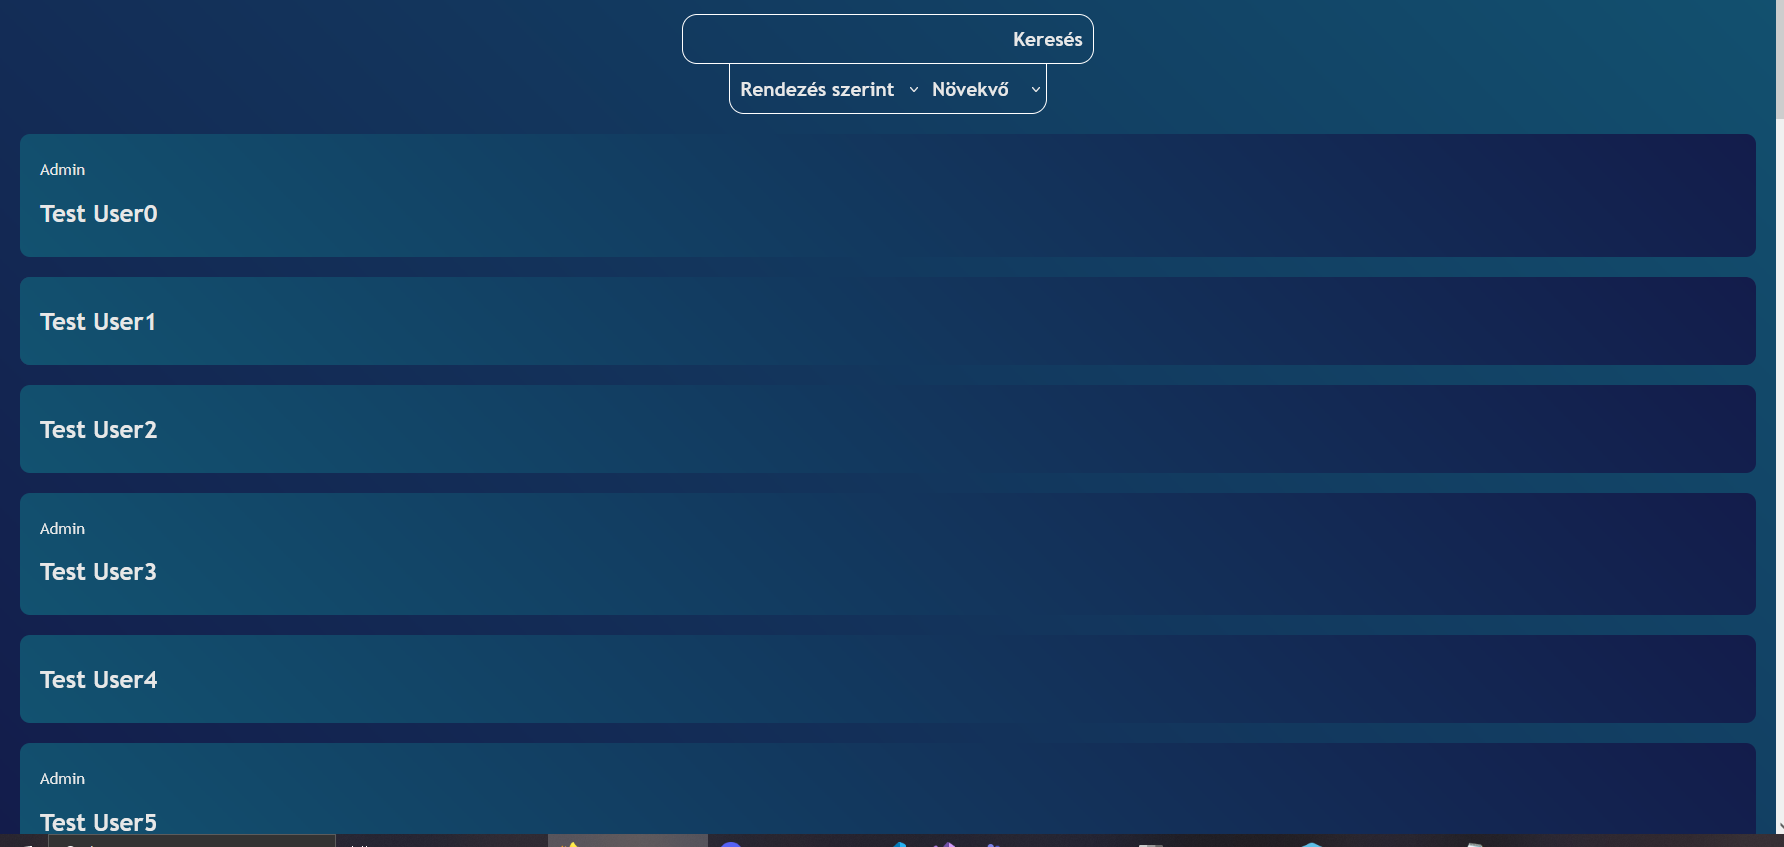 Keresés
Rendezés szerint Növekvő
Admin
Test User0
Test User1
Test User2
Admin
Test User3
Test User4
Admin
Test User5